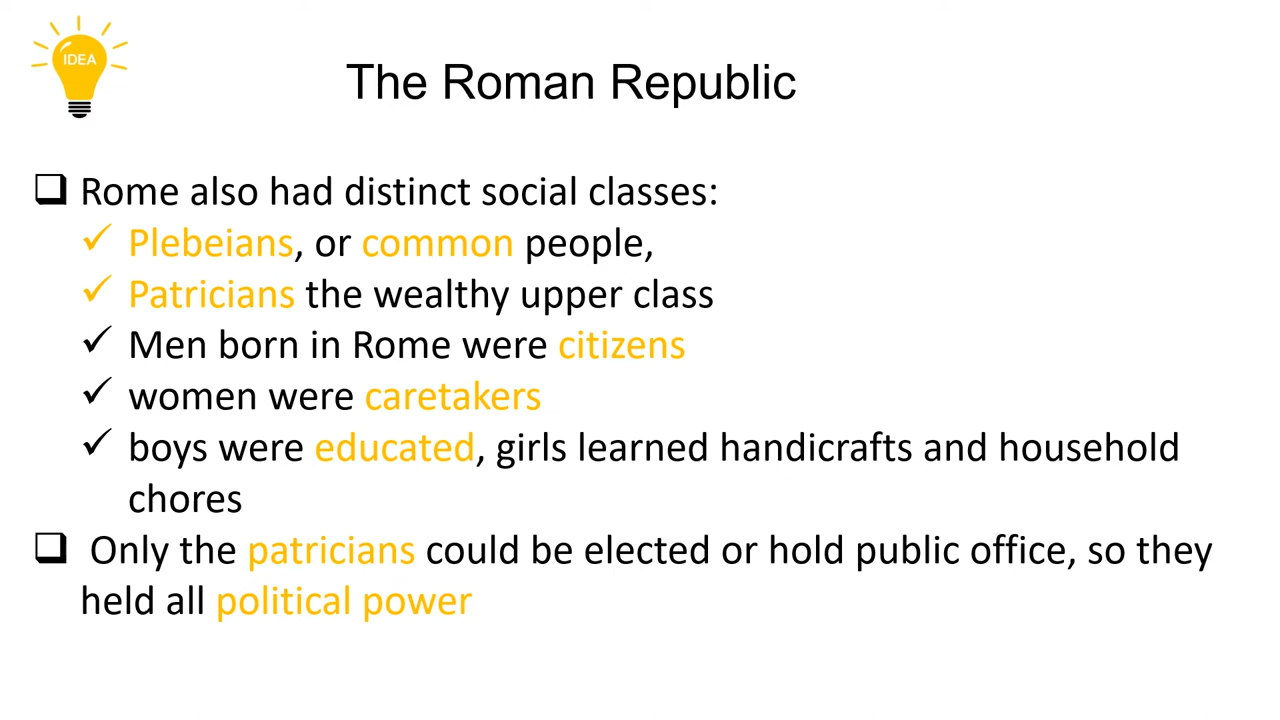 IDEA
The Roman Republic
❑ Rome also had distinct social classes:
✓ Plebeians, or common people,
✓ Patricians the wealthy upper class
✓ Men born in Rome were citizens
✓ women were caretakers
✓ boys were educated, girls learned handicrafts and household
chores
❑ Only the patricians could be elected or hold public office, so they
held all political power